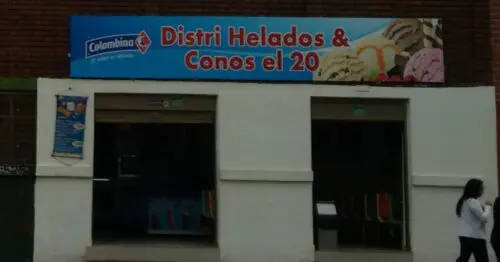 Colombina
Distri Helados &
Conos el 20